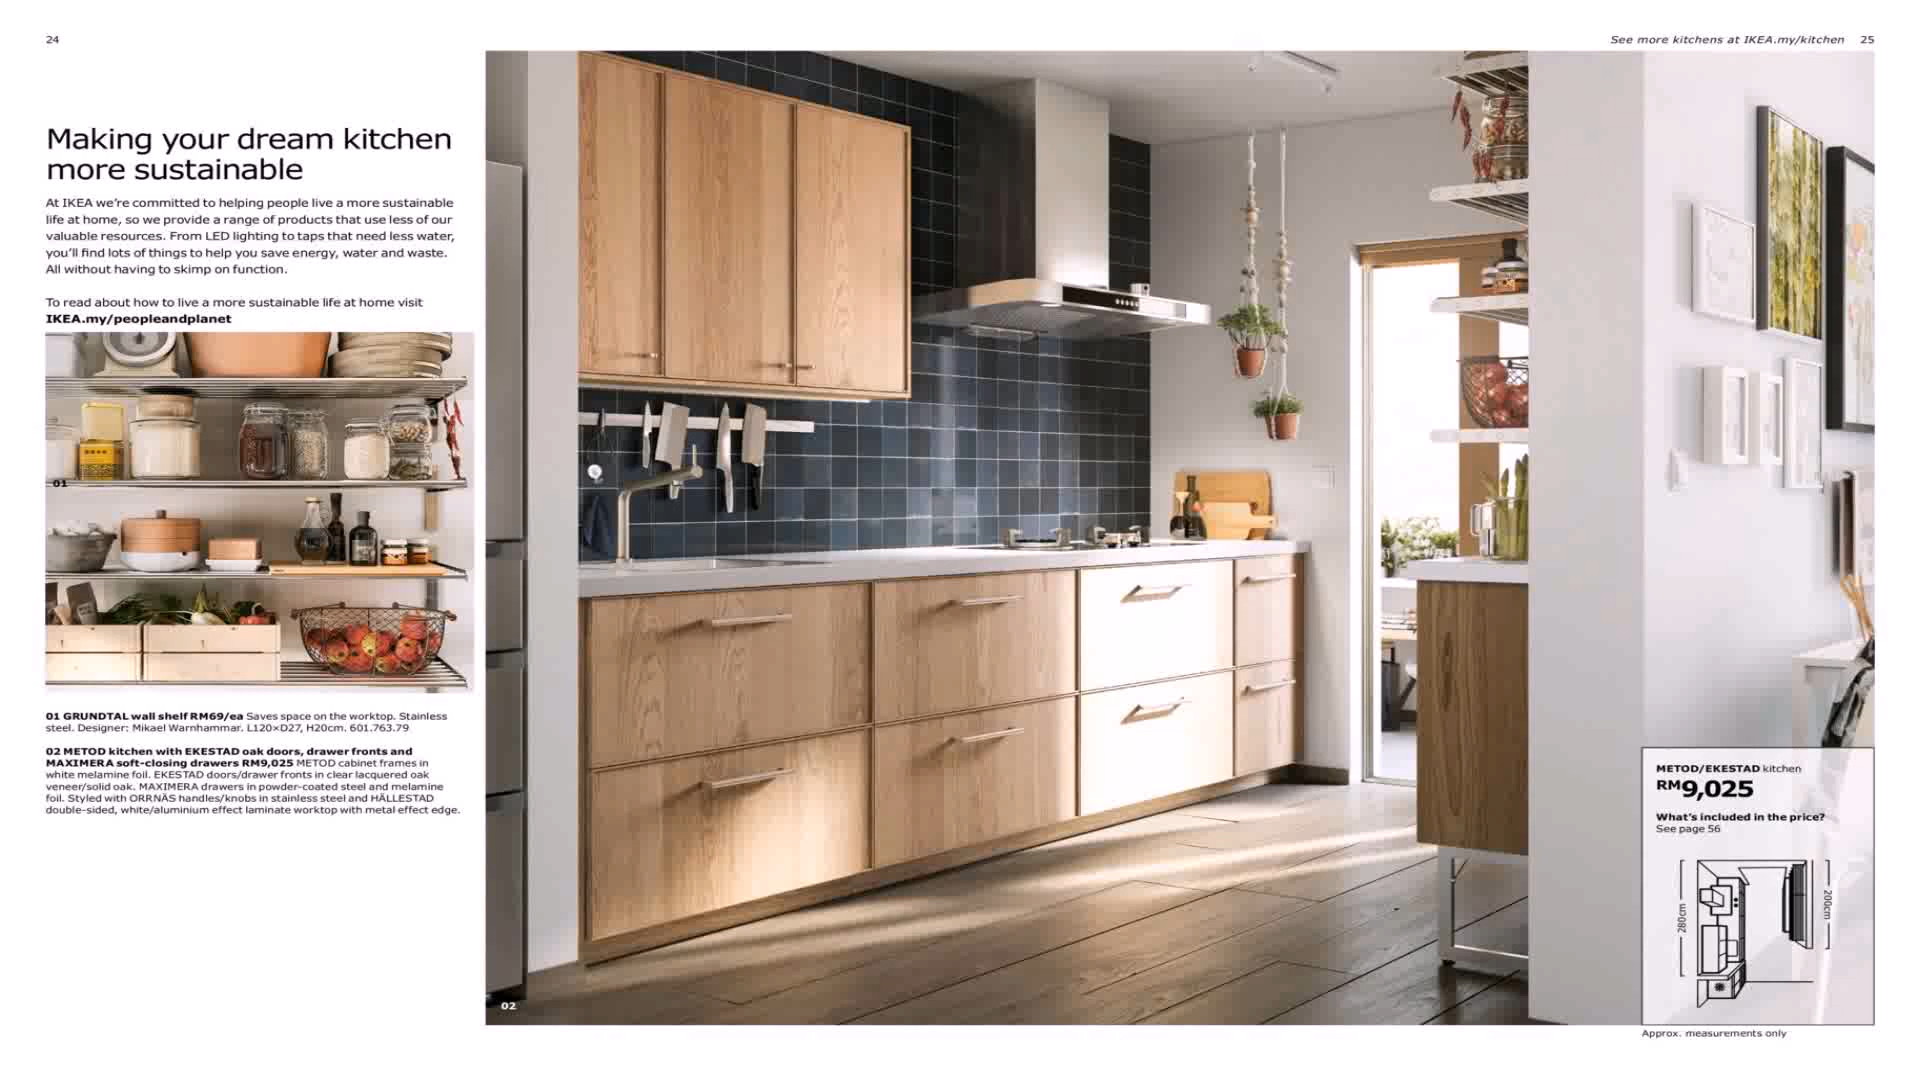 24
See more kitchens at IKEA.my/kitchen 25
Making your dream kitchen
more sustainable
At IKEA we're committed to helping people live a more sustainable
life at home, so we provide a range of products that use less of our
valuable resources. From LED lighting to taps that need less water,
you'll find lots of things to help you save energy, water and waste.
All without having to skimp on function.
To read about how to live a more sustainable life at home visit
IKEA.my/peopleandplanet
01
01 GRUNDTAL wall shelf RM69/ea Saves space on the worktop. Stainless
steel. Designer: Mikael Warnhammar. L120×D27, H20cm. 601.763.79
02 METOD kitchen with EKESTAD oak doors, drawer fronts and
MAXIMERA soft-closing drawers RM9,025 METOD cabinet frames in
white melamine foil. EKESTAD doors/drawer fronts in clear lacquered oak
veneer/solid oak. MAXIMERA drawers in powder-coated steel and melamine
foil. Styled with ORRNÄS handles/knobs in stainless steel and HÄLLESTAD
double-sided, white/aluminium effect laminate worktop with metal effect edge.
02
METOD/EKESTAD kitchen
RM9,025
What's included in the price?
See page 56
280cm
200cm
Approx. measurements only